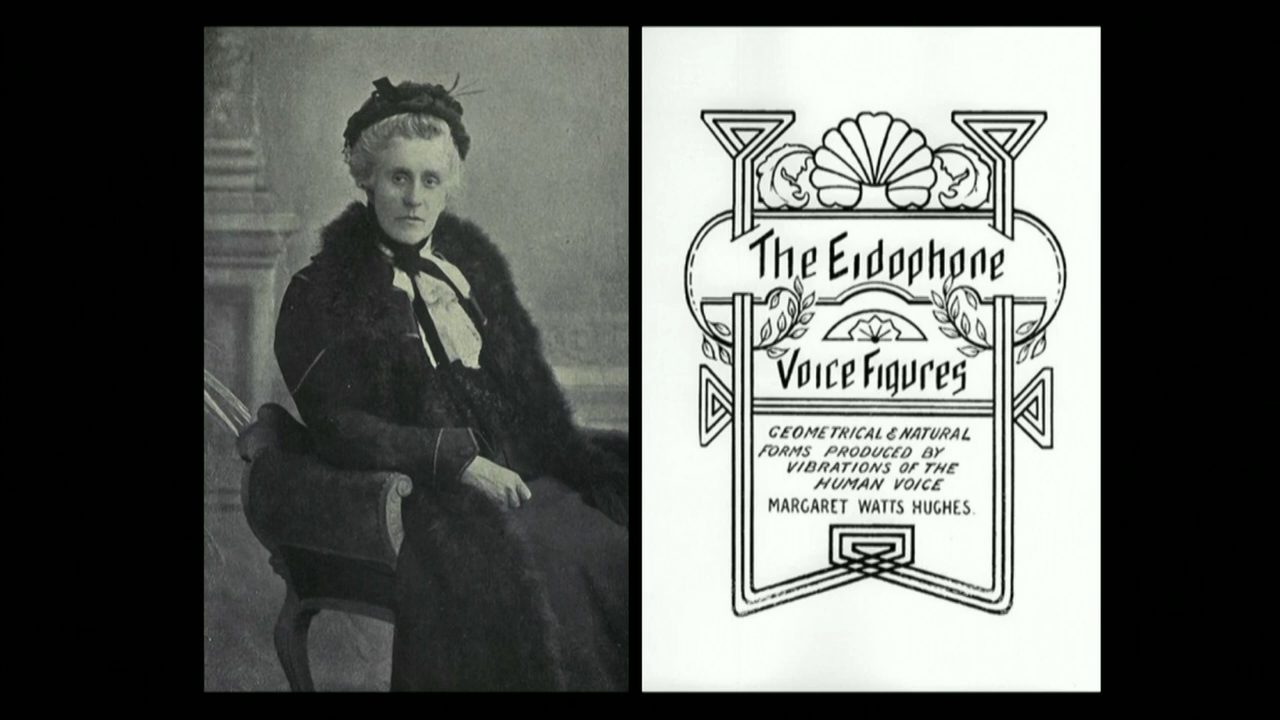 The Eidophone
Voice Figures
GEOMETRICAL & NATURAL
FORMS PRODUCED BY
VIBRATIONS OF THE
HUMAN VOICE
MARGARET WATTS HUGHES.